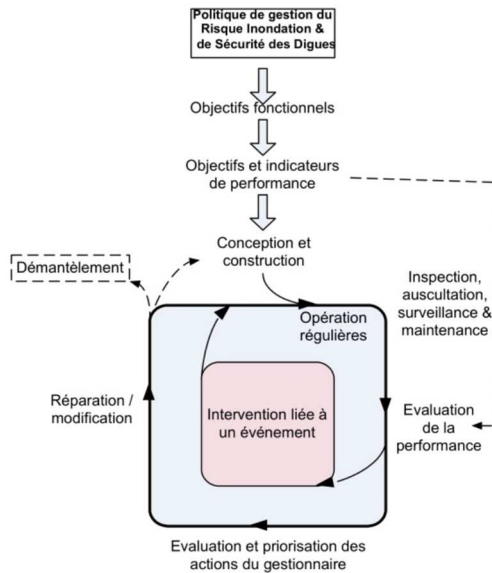 Politique de gestion du
Risque Inondation &
de Sécurité des Digues
Objectifs fonctionnels
Objectifs et indicateurs
de performance
Conception et
construction
Démantèlement
Opération
régulières
Inspection,
auscultation,
surveillance &
maintenance
Réparation /
modification
Intervention liée à
un événement
Evaluation
de la
performance
Evaluation et priorisation des
actions du gestionnaire